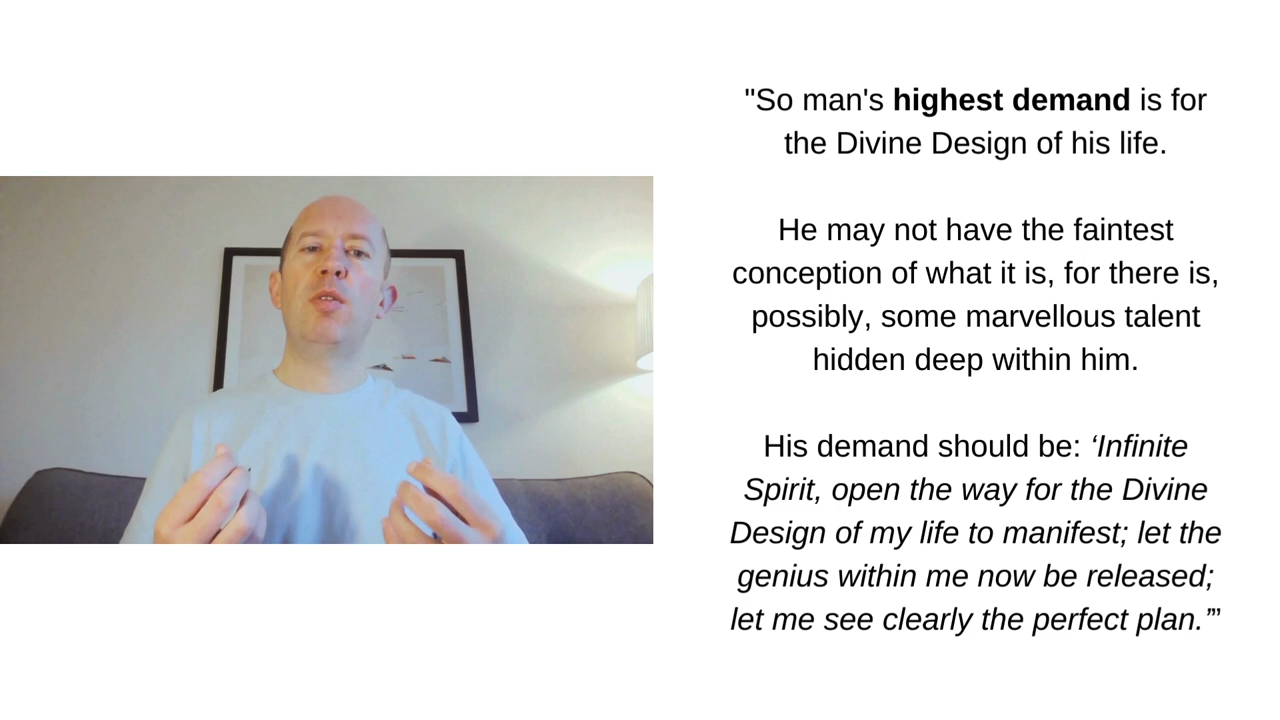 "So man's highest demand is for
the Divine Design of his life.
He may not have the faintest
conception of what it is, for there is,
possibly, some marvellous talent
hidden deep within him.
His demand should be: ‘Infinite
Spirit, open the way for the Divine
Design of my life to manifest; let the
genius within me now be released;
let me see clearly the perfect plan.’”